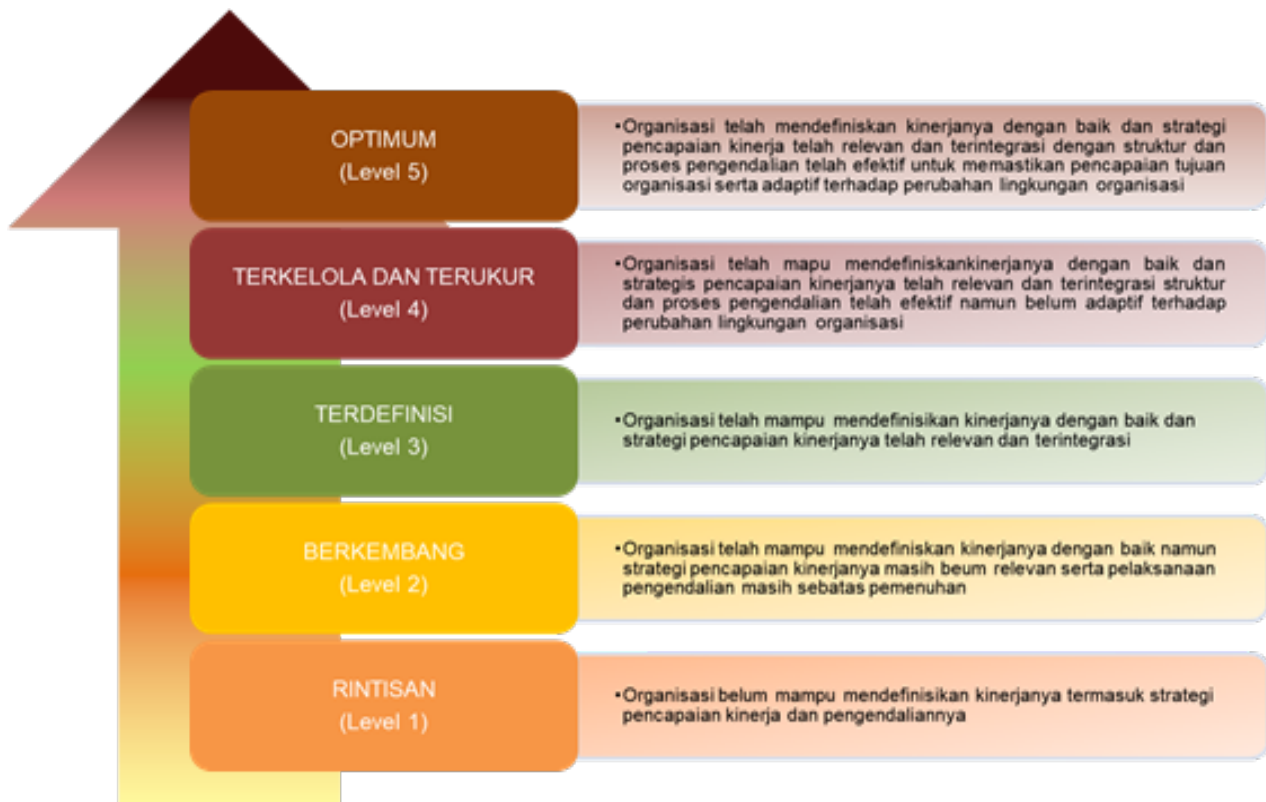 OPTIMUM
(Level 5)
•Organisasi telah mendefiniskan kinerjanya dengan baik dan strategi
pencapaian kinerja telah relevan dan terintegrasi dengan struktur dan
proses pengendalian telah efektif untuk memastikan pencapaian tujuan
organisasi serta adaptif terhadap perubahan lingkungan organisasi
TERKELOLA DAN TERUKUR
(Level 4)
•Organisasi telah mapu mendefiniskankinerjanya dengan baik dan
strategis pencapaian kinerjanya telah relevan dan terintegrasi struktur
dan proses pengendalian telah efektif namun belum adaptif terhadap
perubahan lingkungan organisasi
TERDEFINISI
(Level 3)
•Organisasi telah mampu mendefinisikan kinerjanya dengan baik dan
strategi pencapaian kinerjanya telah relevan dan terintegrasi
BERKEMBANG
(Level 2)
•Organisasi telah mampu mendefiniskan kinerjanya dengan baik namun
strategi pencapaian kinerjanya masih beum relevan serta pelaksanaan
pengendalian masih sebatas pemenuhan
RINTISAN
(Level 1)
•Organisasi belum mampu mendefinisikan kinerjanya termasuk strategi
pencapaian kinerja dan pengendaliannya